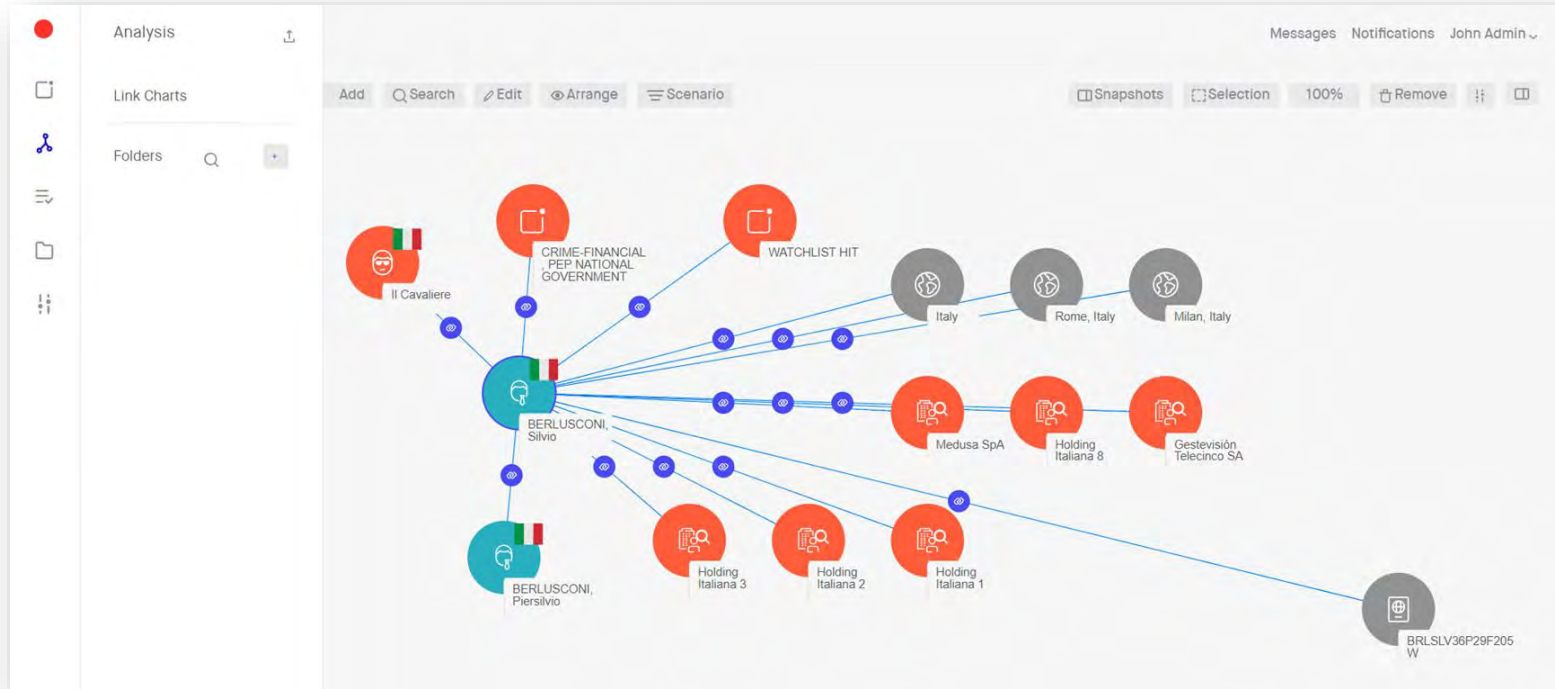 Analysis
Messages Notifications John Admin
Link Charts
Add Search Edit Arrange Scenario Snapshots Selection 100% Remove
Folders
+
CRIME-FINANCIAL
, PEP NATIONAL
GOVERNMENT
WATCHLIST HIT
Il Cavaliere
Italy
Rome, Italy
Milan, Italy
BERLUSCONI,
Silvio
Medusa SpA
Holding
Italiana 8
Gestevisión
Telecinco SA
BERLUSCONI,
Piersilvio
Holding
Italiana 3
Holding
Italiana 2
Holding
Italiana 1
BRLSLV36P29F205
W